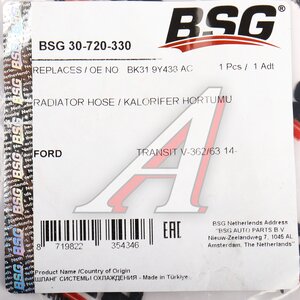 BSG®
BSG 30-720-330
REPLACES / OE NO. BK31 9Y438 AC 1 Pcs / 1 Adt
RADIATOR HOSE / KALORIFER HORTUMU
FORD TRANSIT V-362/63 14-
EAC
BSG Netherlands Address
"BSG AUTO PARTS B.V.
Nieuw-Zeelandweg 7, 1045 AL
Amsterdam, The Netherlands"
8 719822 354346
Name /Country of Origin
ШЛАНГ СИСТЕМЫ ОХЛАЖДЕНИЯ - Made in Türkiye.